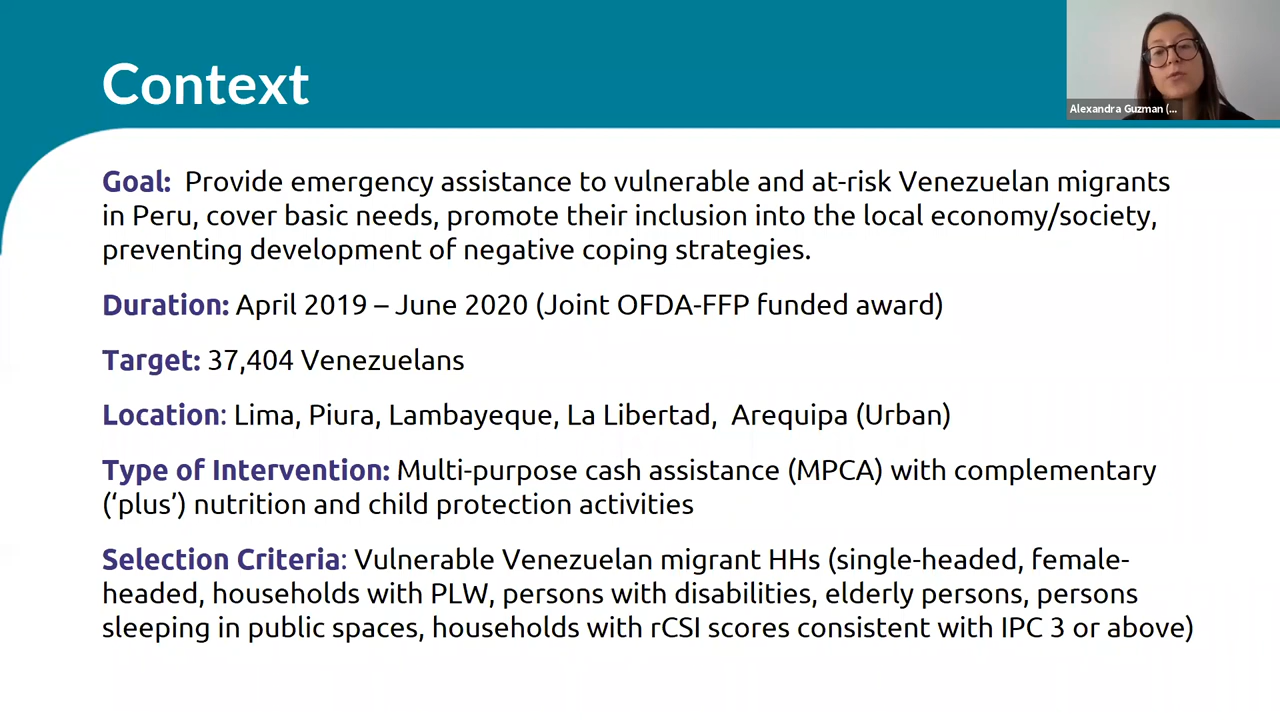 Context
Alexandra Guzman (...
Goal: Provide emergency assistance to vulnerable and at-risk Venezuelan migrants
in Peru, cover basic needs, promote their inclusion into the local economy/society,
preventing development of negative coping strategies.
Duration: April 2019 – June 2020 (Joint OFDA-FFP funded award)
Target: 37,404 Venezuelans
Location: Lima, Piura, Lambayeque, La Libertad, Arequipa (Urban)
Type of Intervention: Multi-purpose cash assistance (MPCA) with complementary
(‘plus’) nutrition and child protection activities
Selection Criteria: Vulnerable Venezuelan migrant HHs (single-headed, female-
headed, households with PLW, persons with disabilities, elderly persons, persons
sleeping in public spaces, households with rCSI scores consistent with IPC 3 or above)